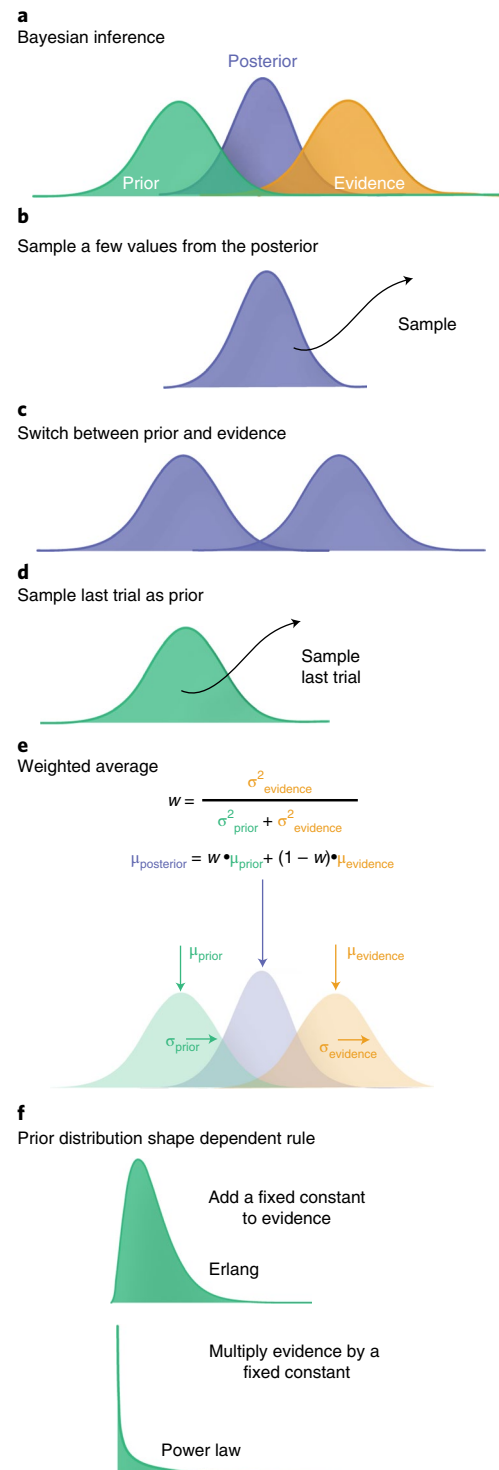 a
Bayesian inference
Posterior
Prior
Evidence
b
Sample a few values from the posterior
Sample
c
Switch between prior and evidence
d
Sample last trial as prior
Sample
last trial
e
Weighted average
w = σ²evidence / σ²prior + σ²evidence
μposterior = w•μprior + (1 − w)•μevidence
μprior
μevidence
σprior
σevidence
f
Prior distribution shape dependent rule
Add a fixed constant
to evidence
Erlang
Multiply evidence by a
fixed constant
Power law